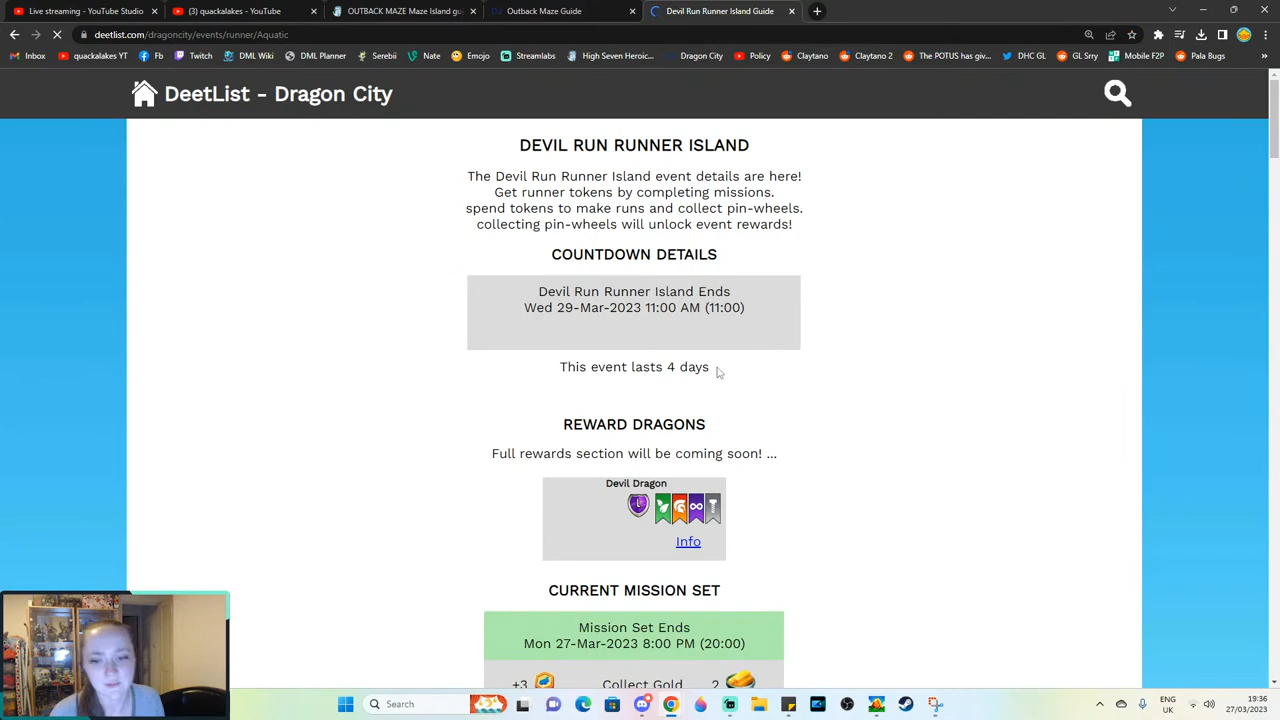 Live streaming - YouTube Studio
(3) quackalakes - YouTube
OUTBACK MAZE Maze Island gu
Outback Maze Guide
Devil Run Runner Island Guide
deetlist.com/dragoncity/events/runner/Aquatic
Inbox
quackalakes YT
Fb
Twitch
DML Wiki
DML Planner
Serebii
Nate
Emojo
Streamlabs
High Seven Heroic...
Dragon City
Policy
Claytano
Claytano 2
The POTUS has giv...
DHC GL
GL Srry
Mobile F2P
Pala Bugs
DeetList - Dragon City
DEVIL RUN RUNNER ISLAND
The Devil Run Runner Island event details are here!
Get runner tokens by completing missions.
spend tokens to make runs and collect pin-wheels.
collecting pin-wheels will unlock event rewards!
COUNTDOWN DETAILS
Devil Run Runner Island Ends
Wed 29-Mar-2023 11:00 AM (11:00)
This event lasts 4 days
REWARD DRAGONS
Full rewards section will be coming soon! ...
Devil Dragon
L
Info
CURRENT MISSION SET
Mission Set Ends
Mon 27-Mar-2023 8:00 PM (20:00)
+3 Collect Gold 2
Search
ENG
UK
19:36
27/03/2023